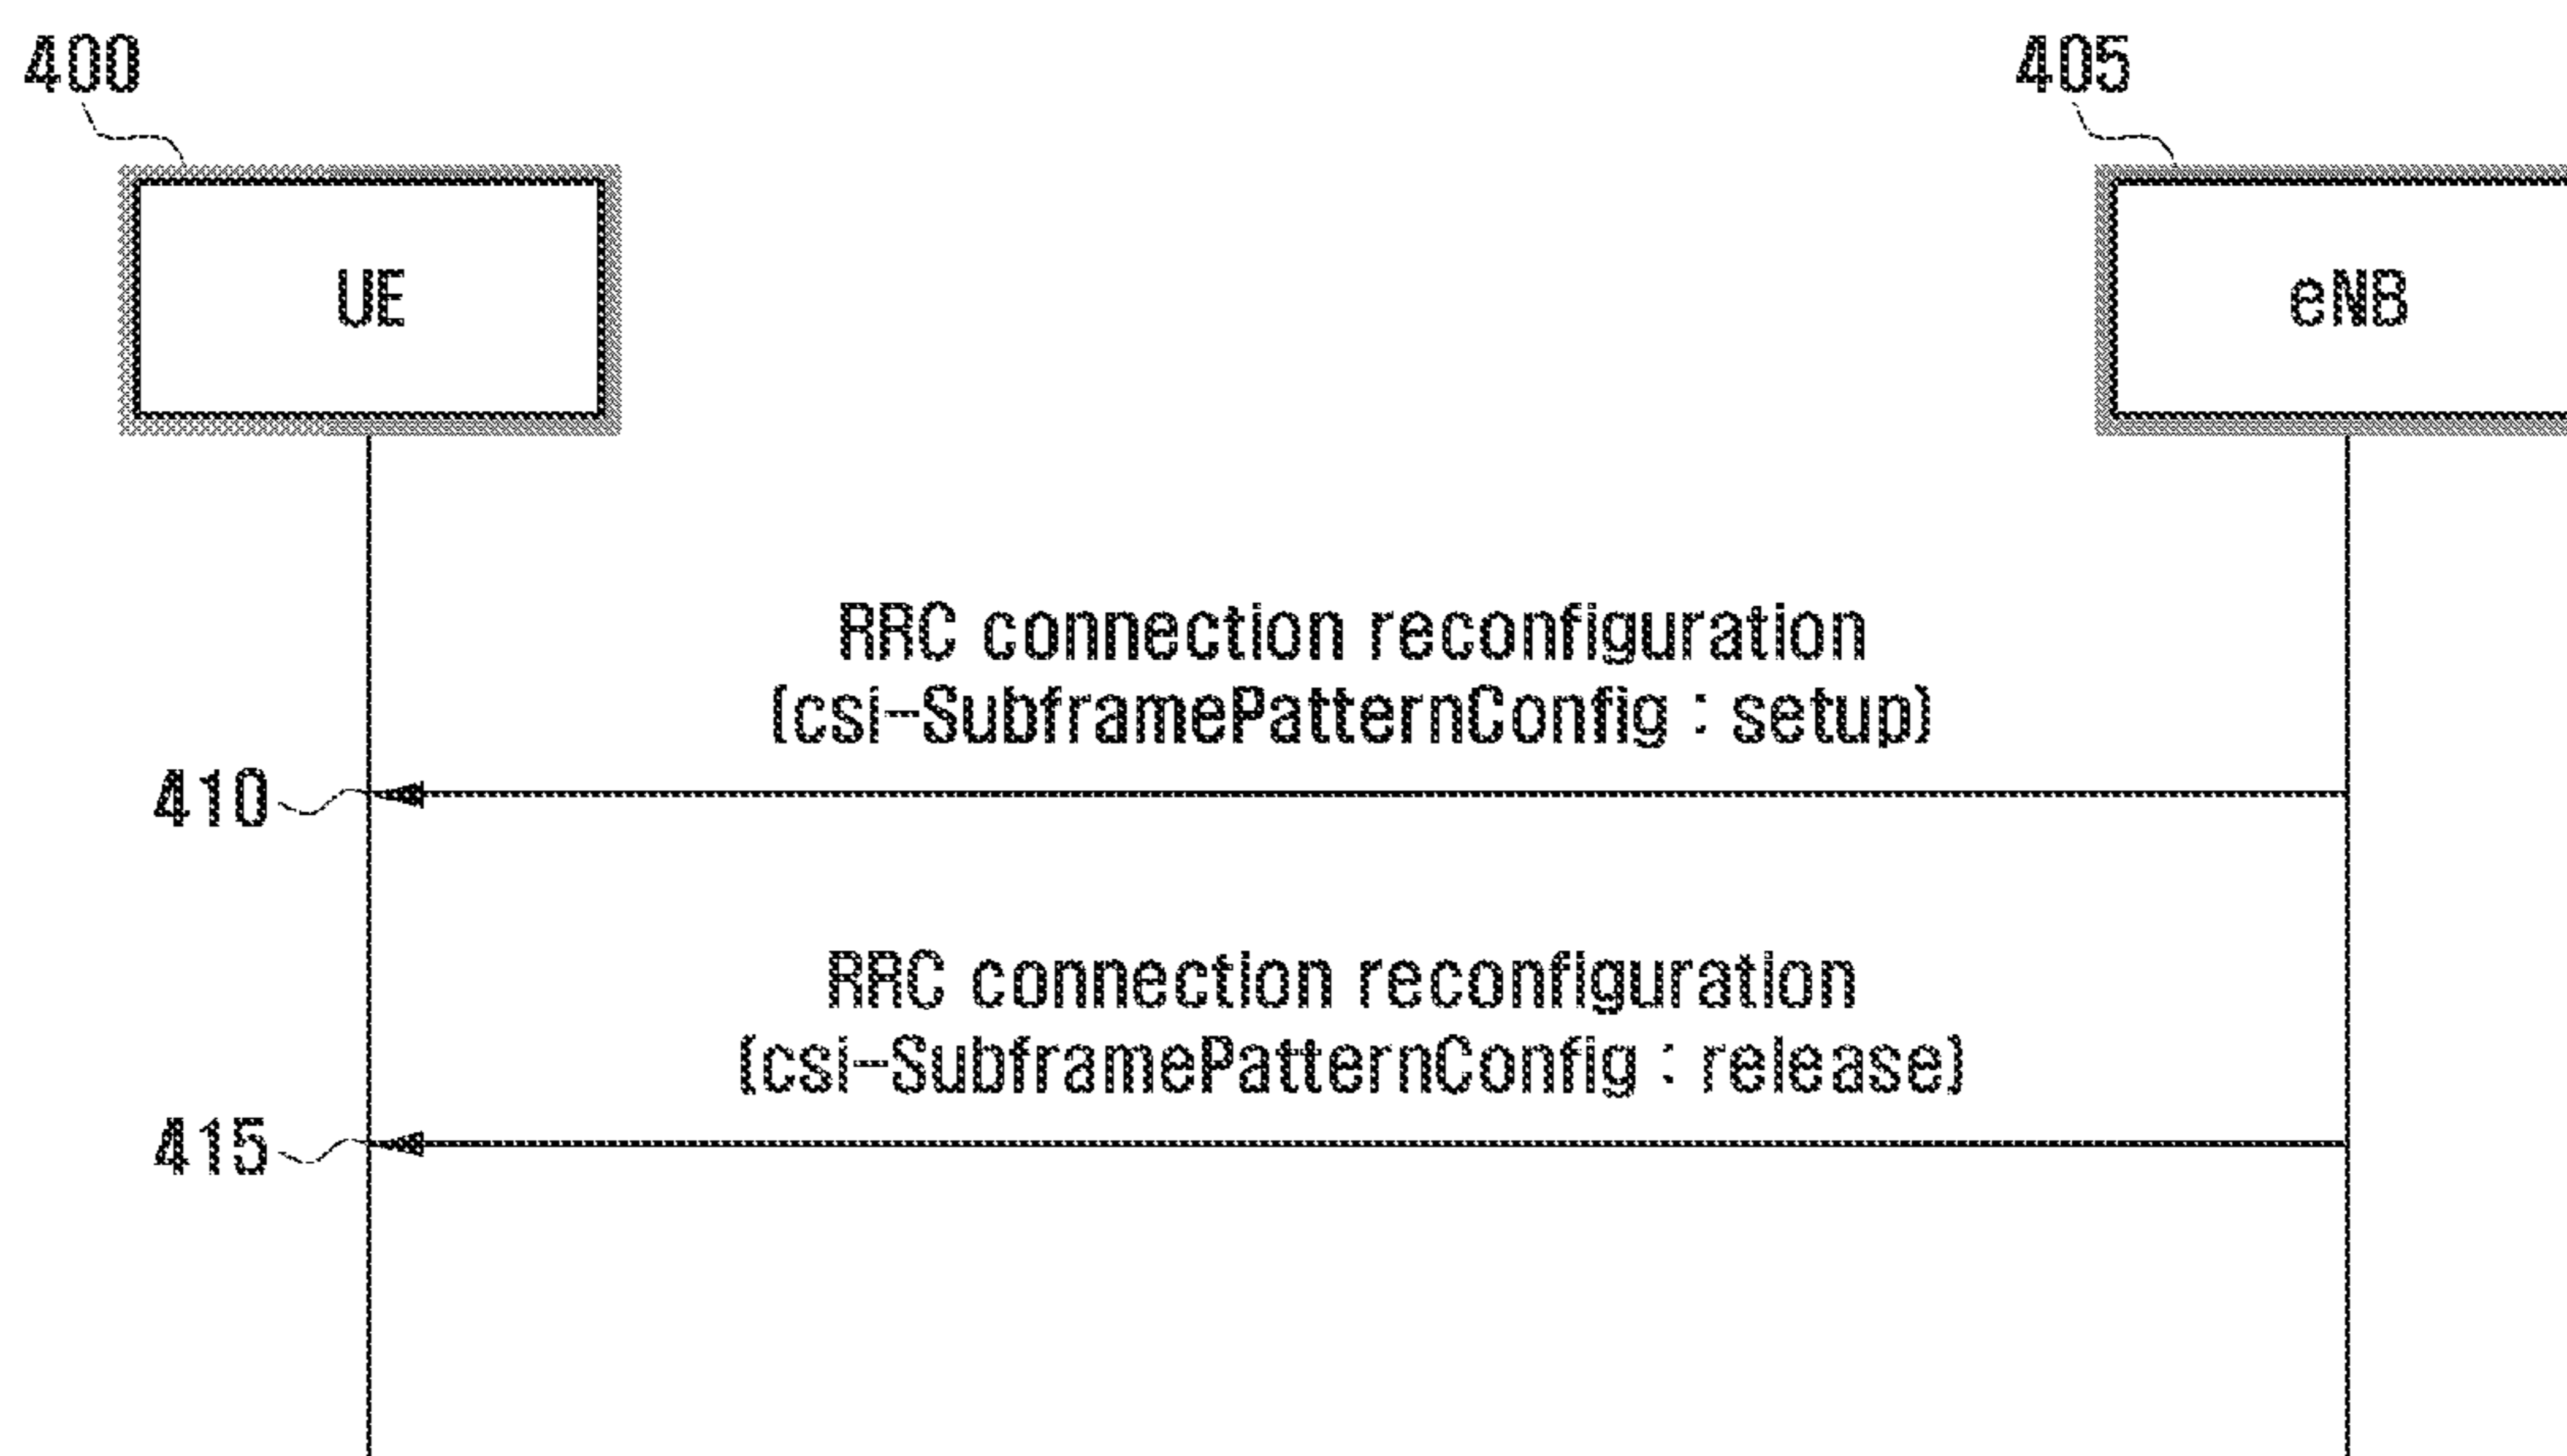 400
405
UE
eNB
RRC connection reconfiguration
(csi-SubframePatternConfig : setup)
410
RRC connection reconfiguration
(csi-SubframePatternConfig : release)
415